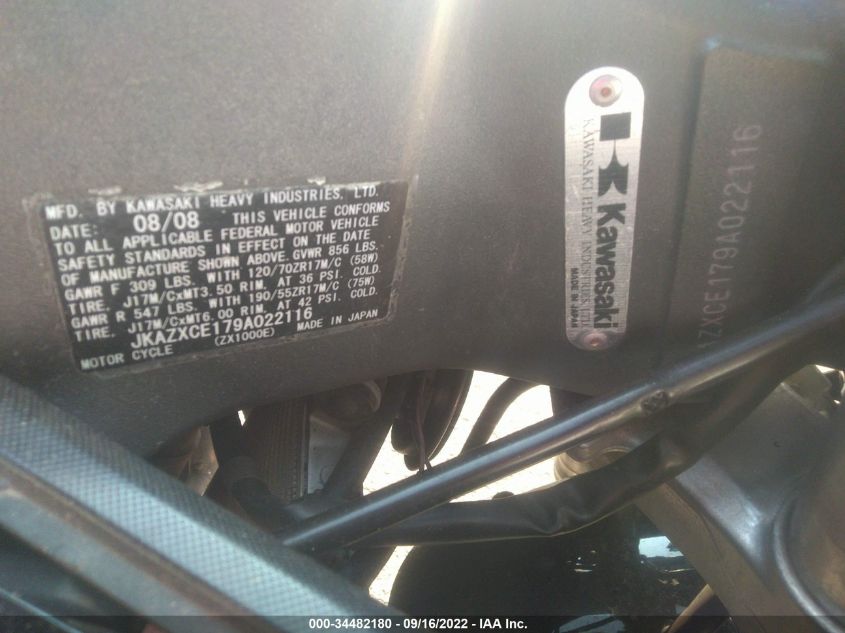 MFD. BY KAWASAKI HEAVY INDUSTRIES, LTD.
DATE: 08/08 THIS VEHICLE CONFORMS
TO ALL APPLICABLE FEDERAL MOTOR VEHICLE
SAFETY STANDARDS IN EFFECT ON THE DATE
OF MANUFACTURE SHOWN ABOVE. GVWR 856 LBS.
GAWR F 309 LBS. WITH 120/70ZR17M/C (58W)
TIRE. J17M/CxMT3.50 RIM. AT 36 PSI. COLD.
GAWR R 547 LBS. WITH 190/55ZR17M/C (75W)
TIRE. J17M/CxMT6.00 RIM. AT 42 PSI. COLD.
JKAZXCE179A022116
MOTOR CYCLE (ZX1000E) MADE IN JAPAN
Kawasaki
KAWASAKI HEAVY INDUSTRIES, LTD.
MADE IN JAPAN
AZXCE179A022116
000-34482180 - 09/16/2022 - IAA Inc.